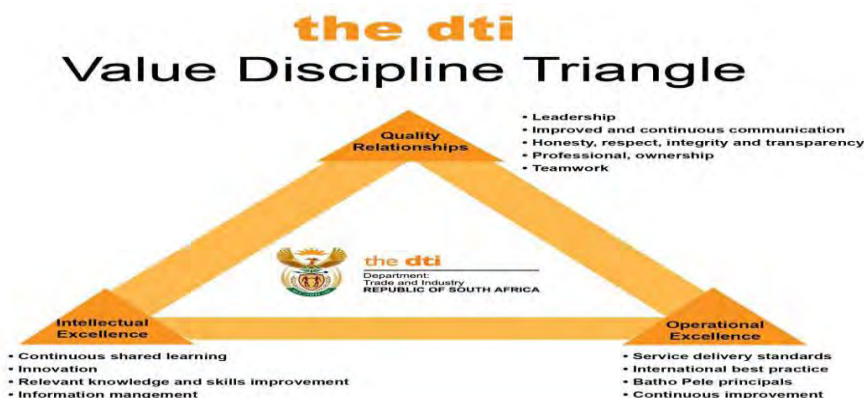 the dti
Value Discipline Triangle
Quality
Relationships
• Leadership
• Improved and continuous communication
• Honesty, respect, integrity and transparency
• Professional, ownership
• Teamwork
the dti
Department:
Trade and Industry
REPUBLIC OF SOUTH AFRICA
Intellectual
Excellence
• Continuous shared learning
• Innovation
• Relevant knowledge and skills improvement
• Information mangement
Operational
Excellence
• Service delivery standards
• International best practice
• Batho Pele principals
• Continuous improvement